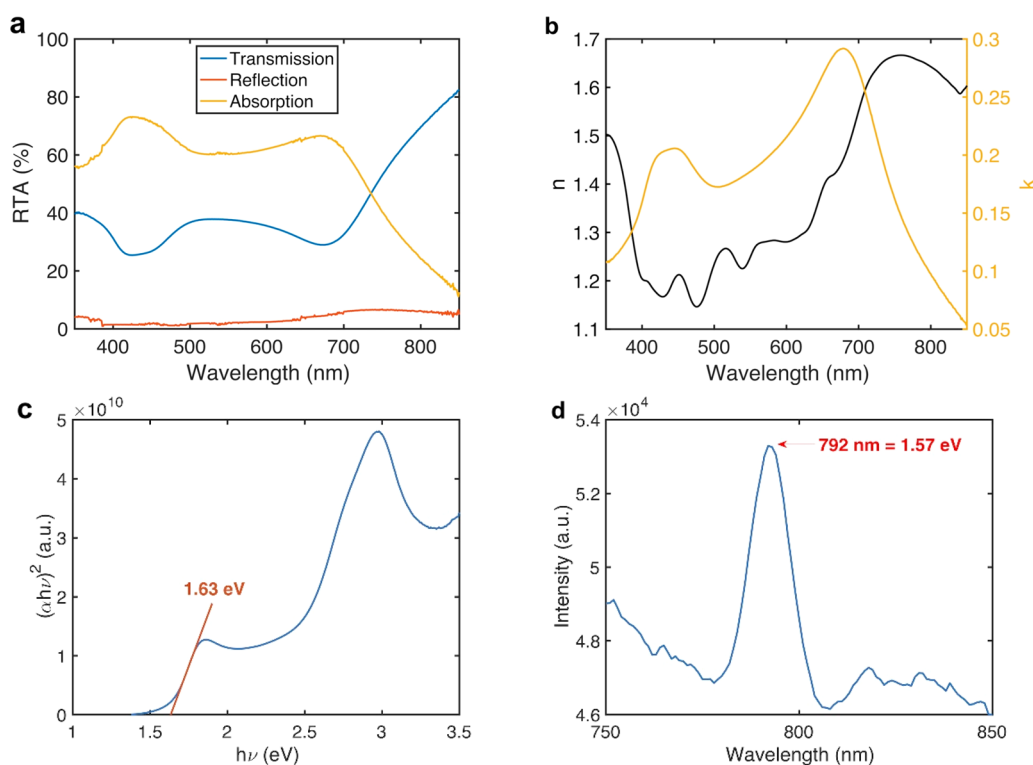 a
100
80
60
40
20
0
RTA (%)
Transmission
Reflection
Absorption
400 500 600 700 800
Wavelength (nm)
b
1.7
1.6
1.5
1.4
1.3
1.2
1.1
n
0.3
0.25
0.2
0.15
0.1
0.05
k
400 500 600 700 800
Wavelength (nm)
c
×10¹⁰
5
4
3
2
1
0
(αhν)² (a.u.)
1.63 eV
1 1.5 2 2.5 3 3.5
hν (eV)
d
×10⁴
5.4
5.2
5
4.8
4.6
Intensity (a.u.)
792 nm = 1.57 eV
750 800 850
Wavelength (nm)